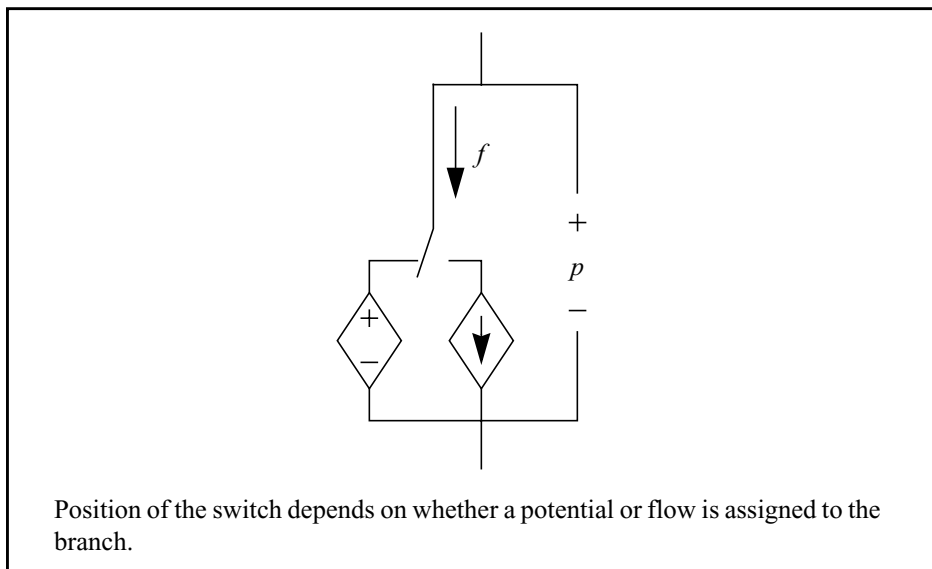 f
+
p
–
+
–
Position of the switch depends on whether a potential or flow is assigned to the
branch.